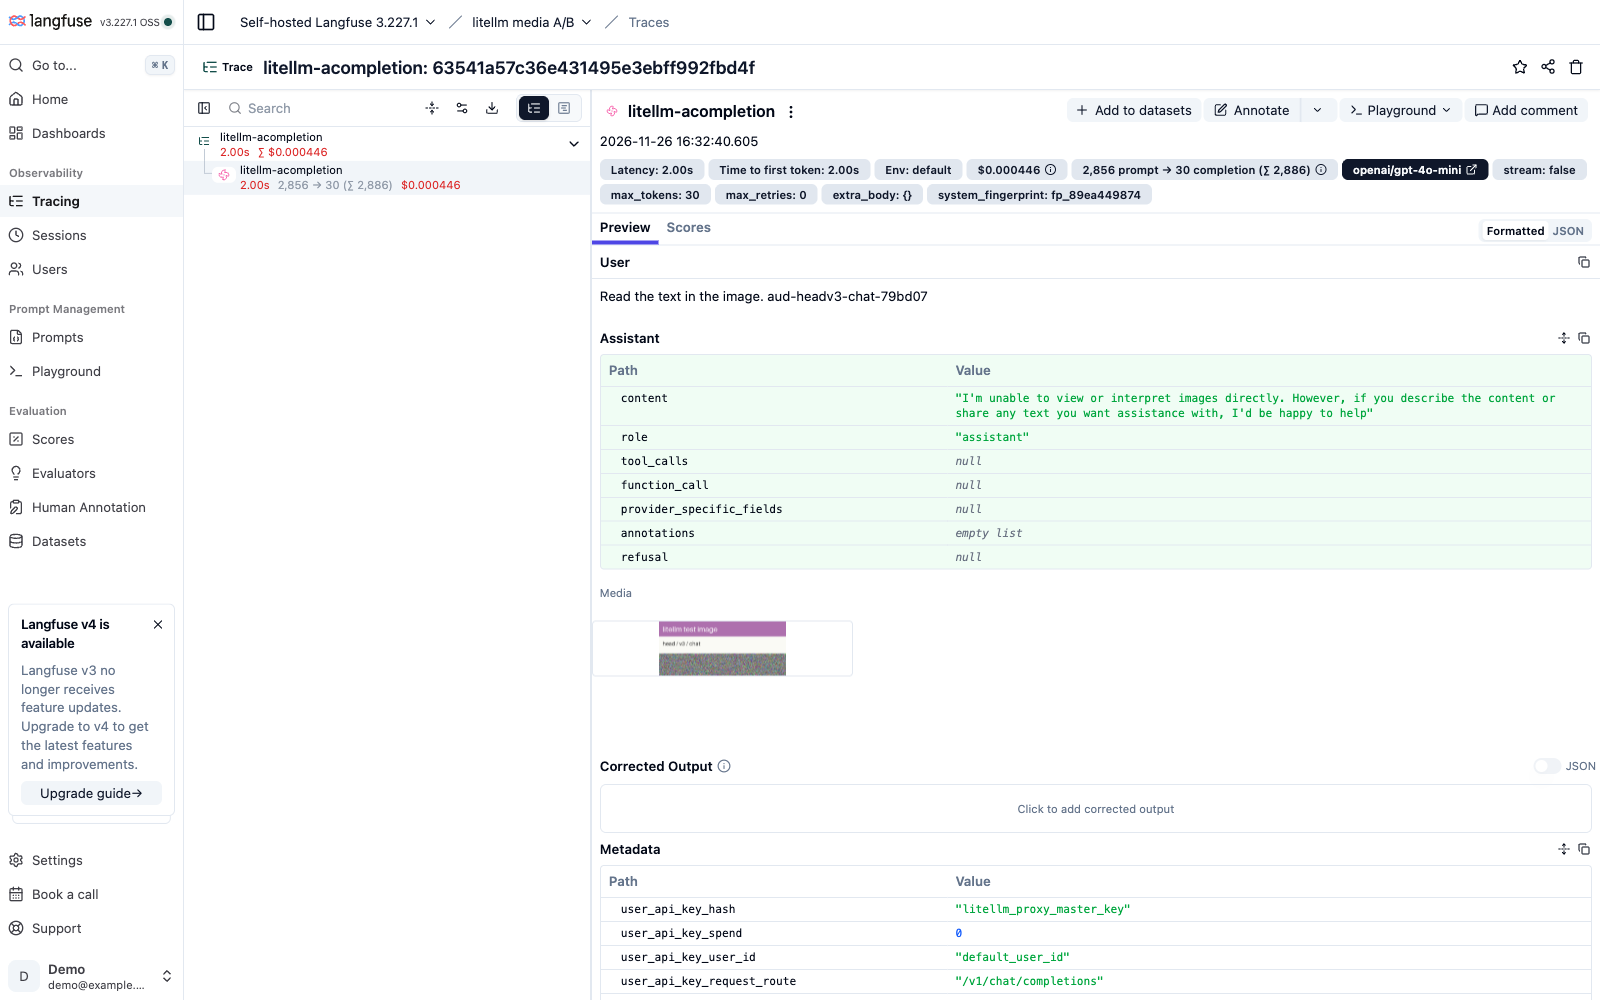 langfuse v3.227.1 OSS
Self-hosted Langfuse 3.227.1 / litellm media A/B / Traces
Go to... ⌘ K
Home
Dashboards
Observability
Tracing
Sessions
Users
Prompt Management
Prompts
Playground
Evaluation
Scores
Evaluators
Human Annotation
Datasets
Langfuse v4 is
available
Langfuse v3 no
longer receives
feature updates.
Upgrade to v4 to get
the latest features
and improvements.
Upgrade guide→
Settings
Book a call
Support
D
Demo
demo@example....
Trace litellm-acompletion: 63541a57c36e431495e3ebff992fbd4f
Search
litellm-acompletion
2.00s ∑ $0.000446
litellm-acompletion
2.00s 2,856 → 30 (∑ 2,886) $0.000446
litellm-acompletion
Add to datasets Annotate Playground Add comment
2026-11-26 16:32:40.605
Latency: 2.00s Time to first token: 2.00s Env: default $0.000446 2,856 prompt → 30 completion (∑ 2,886) openai/gpt-4o-mini stream: false
max_tokens: 30 max_retries: 0 extra_body: {} system_fingerprint: fp_89ea449874
Preview Scores Formatted JSON
User
Read the text in the image. aud-headv3-chat-79bd07
Assistant
Path Value
content "I'm unable to view or interpret images directly. However, if you describe the content or
share any text you want assistance with, I'd be happy to help"
role "assistant"
tool_calls null
function_call null
provider_specific_fields null
annotations empty list
refusal null
Media
litellm test image
head / v3 / chat
Corrected Output JSON
Click to add corrected output
Metadata
Path Value
user_api_key_hash "litellm_proxy_master_key"
user_api_key_spend 0
user_api_key_user_id "default_user_id"
user_api_key_request_route "/v1/chat/completions"